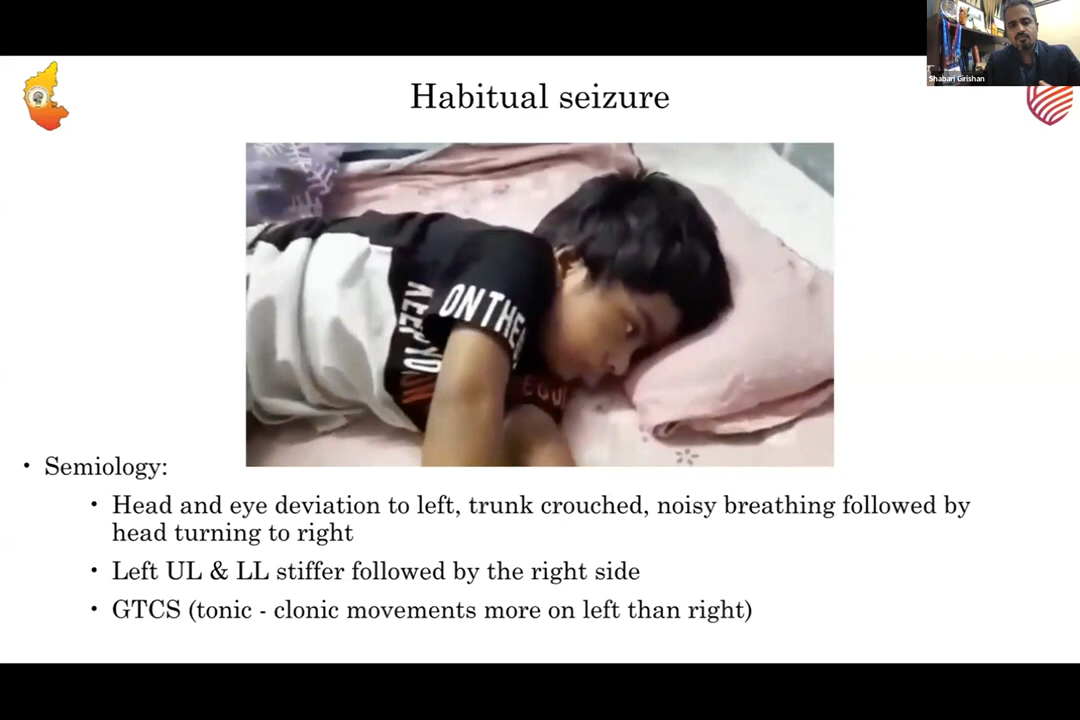 Shabari Girishan
Habitual seizure
ON THE
KEEP YO
• Semiology:
• Head and eye deviation to left, trunk crouched, noisy breathing followed by
head turning to right
• Left UL & LL stiffer followed by the right side
• GTCS (tonic - clonic movements more on left than right)